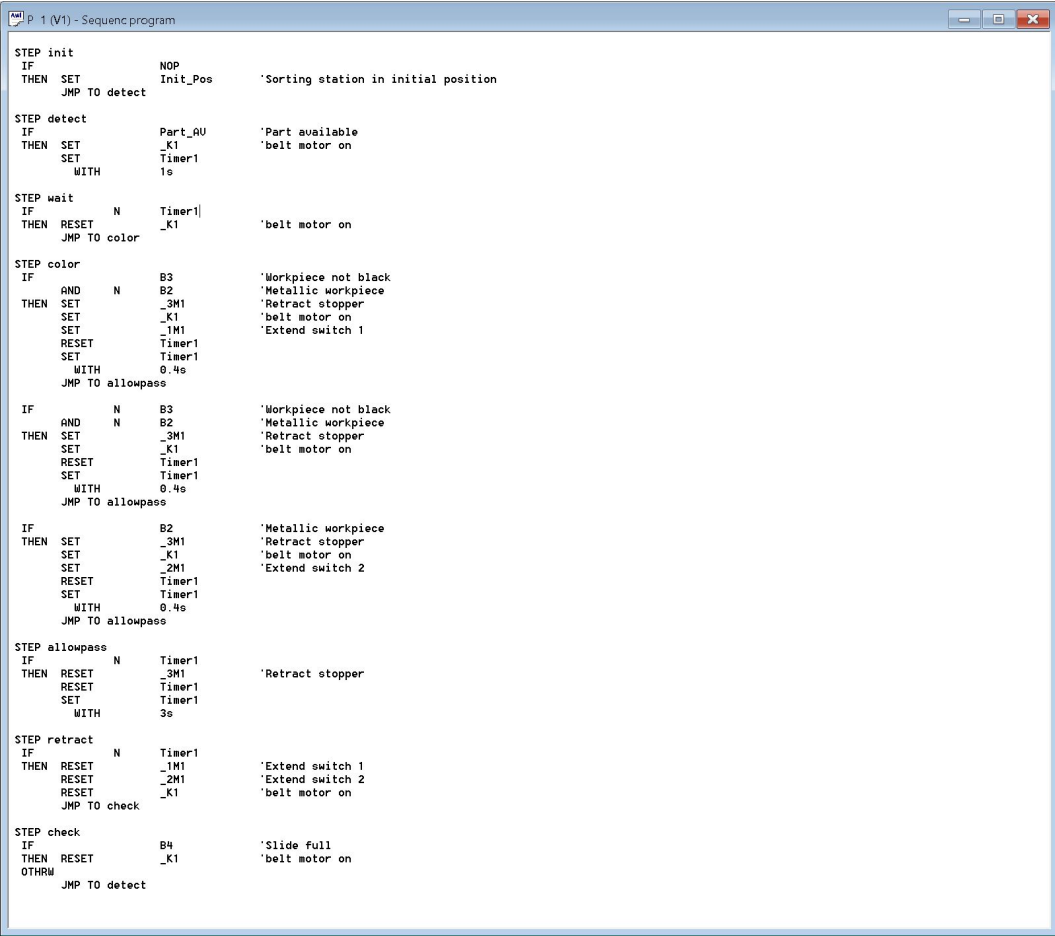 P 1 (V1) - Sequenc program
STEP init
IF NOP
THEN SET Init_Pos 'Sorting station in initial position
JMP TO detect
STEP detect
IF Part_AV 'Part available
THEN SET _K1 'belt motor on
SET Timer1
WITH 1s
STEP wait
IF N Timer1
THEN RESET _K1 'belt motor on
JMP TO color
STEP color
IF B3 'Workpiece not black
AND N B2 'Metallic workpiece
THEN SET _3M1 'Retract stopper
SET _K1 'belt motor on
SET _1M1 'Extend switch 1
RESET Timer1
SET Timer1
WITH 0.4s
JMP TO allowpass
IF N B3 'Workpiece not black
AND N B2 'Metallic workpiece
THEN SET _3M1 'Retract stopper
SET _K1 'belt motor on
RESET Timer1
SET Timer1
WITH 0.4s
JMP TO allowpass
IF B2 'Metallic workpiece
THEN SET _3M1 'Retract stopper
SET _K1 'belt motor on
SET _2M1 'Extend switch 2
RESET Timer1
SET Timer1
WITH 0.4s
JMP TO allowpass
STEP allowpass
IF N Timer1
THEN RESET _3M1 'Retract stopper
RESET Timer1
SET Timer1
WITH 3s
STEP retract
IF N Timer1
THEN RESET _1M1 'Extend switch 1
RESET _2M1 'Extend switch 2
RESET _K1 'belt motor on
JMP TO check
STEP check
IF B4 'Slide full
THEN RESET _K1 'belt motor on
OTHRW
JMP TO detect